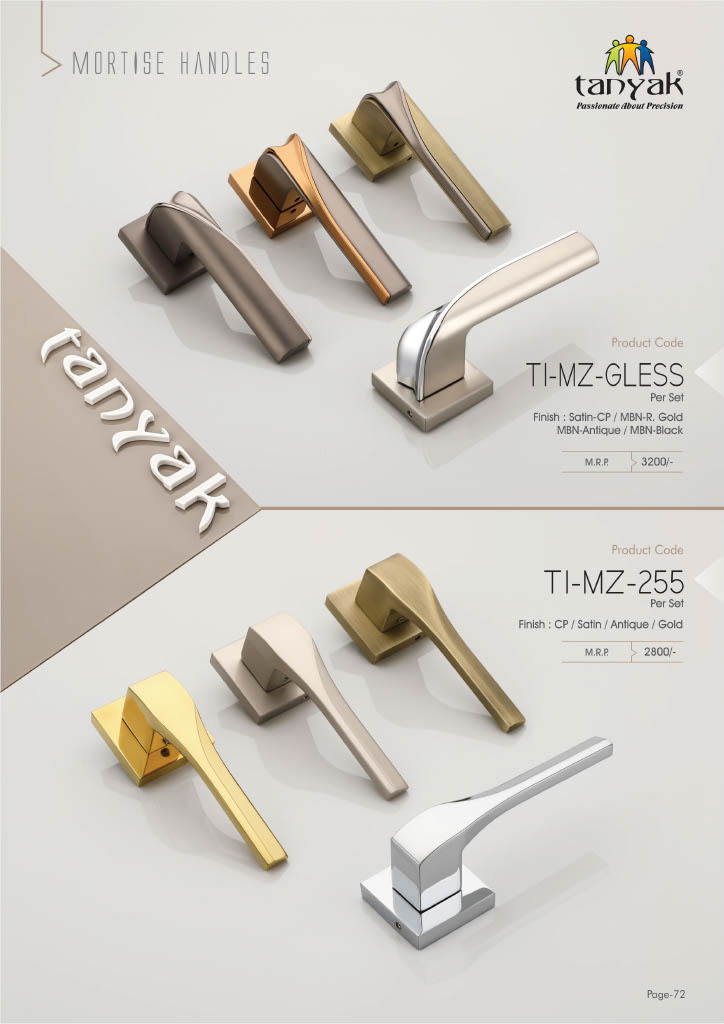 MORTISE HANDLES
tanyak®
Passionate About Precision
Product Code
TI-MZ-GLESS
Per Set
Finish : Satin-CP / MBN-R. Gold
MBN-Antique / MBN-Black
M.R.P. 3200/-
tanyak
Product Code
TI-MZ-255
Per Set
Finish : CP / Satin / Antique / Gold
M.R.P. 2800/-
Page-72